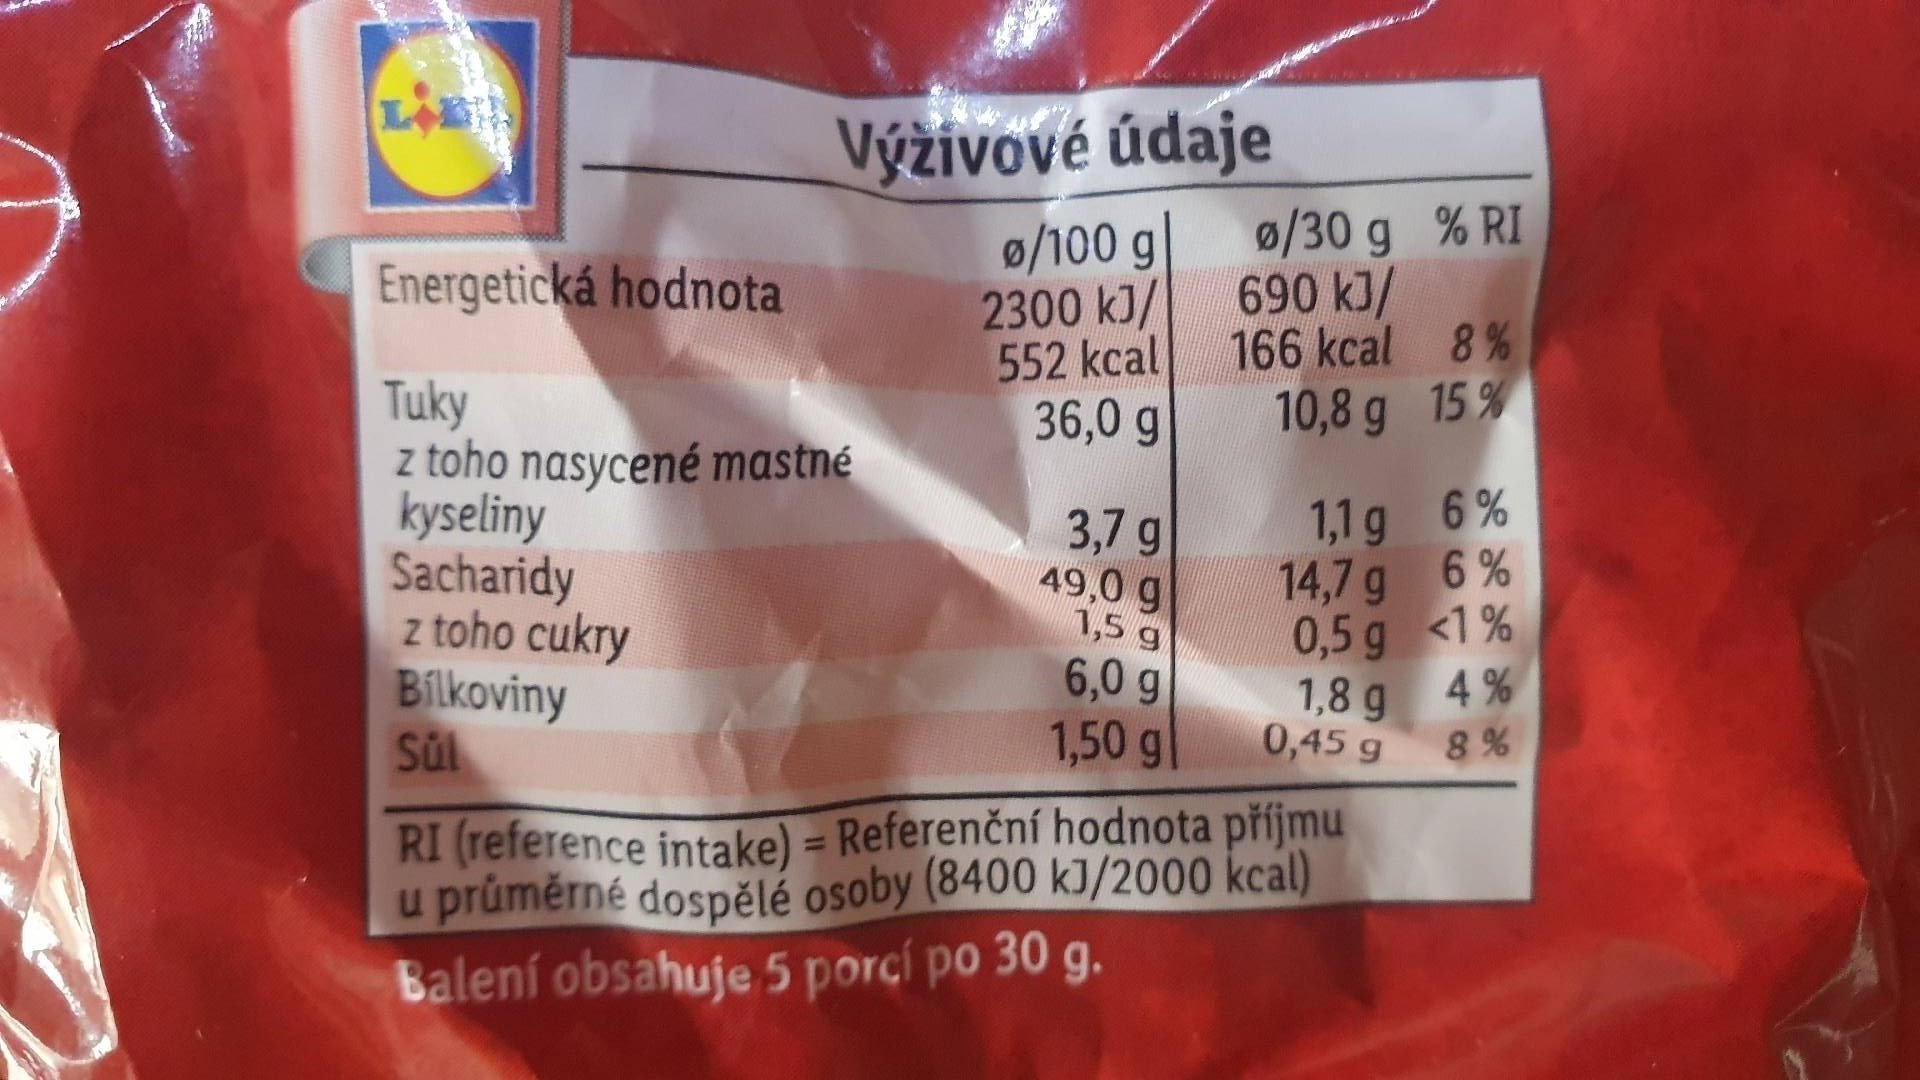 LIDL
Výživové údaje
ø/100 g ø/30 g % RI
Energetická hodnota 2300 kJ/ 690 kJ/
552 kcal 166 kcal 8 %
Tuky 36,0 g 10,8 g 15 %
z toho nasycené mastné
kyseliny 3,7 g 1,1 g 6 %
Sacharidy 49,0 g 14,7 g 6 %
z toho cukry 1,5 g 0,5 g <1 %
Bílkoviny 6,0 g 1,8 g 4 %
Sůl 1,50 g 0,45 g 8 %
RI (reference intake) = Referenční hodnota příjmu
u průměrné dospělé osoby (8400 kJ/2000 kcal)
Balení obsahuje 5 porcí po 30 g.